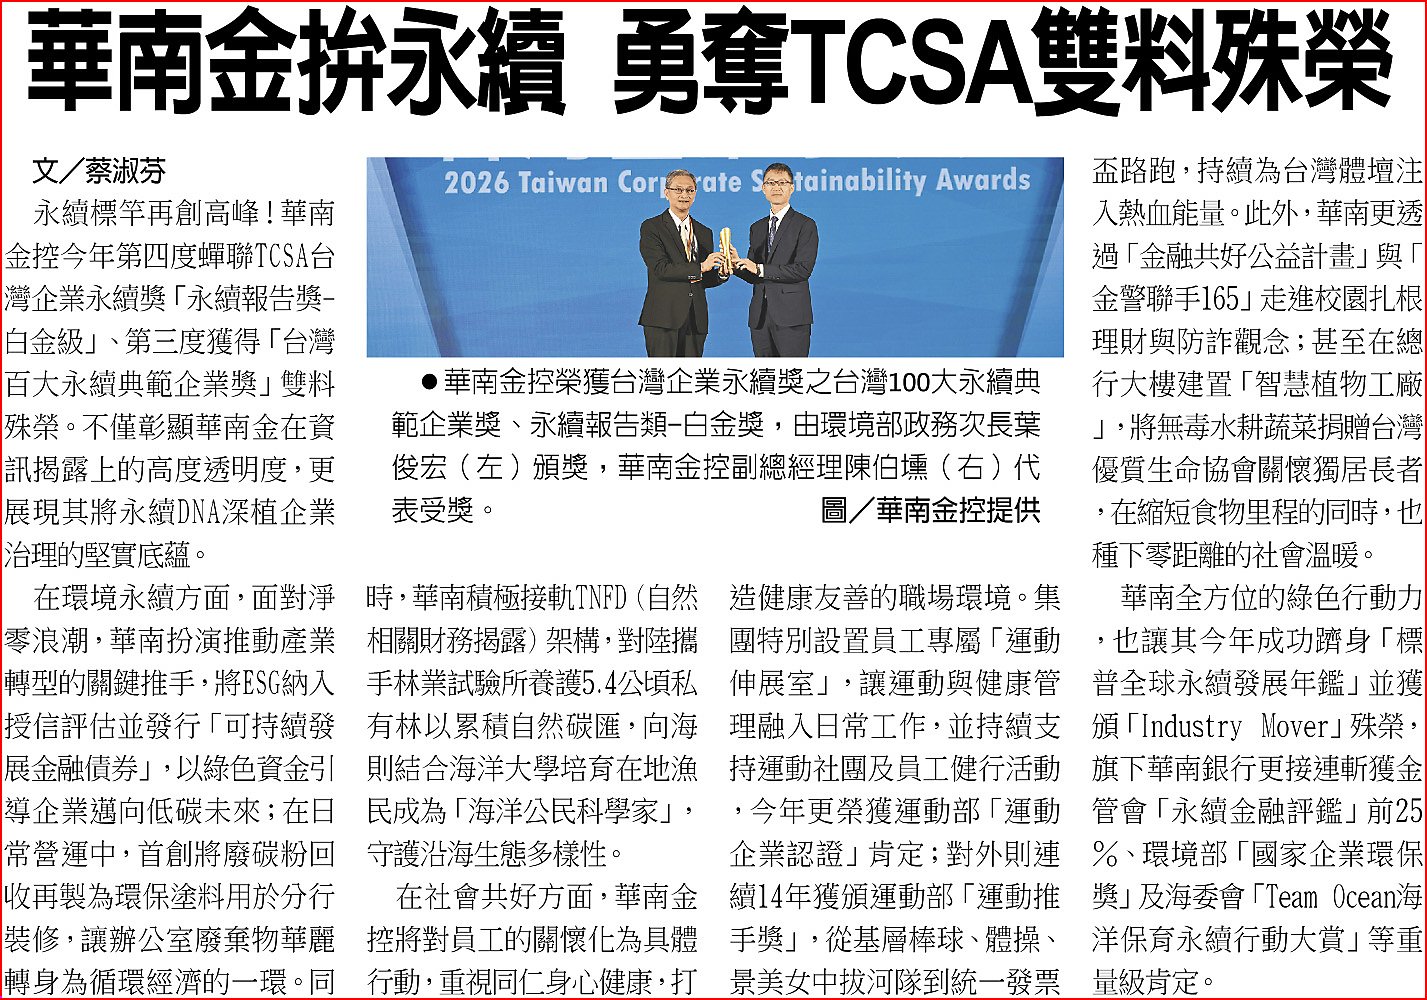 華南金拚永續 勇奪TCSA雙料殊榮
文／蔡淑芬
永續標竿再創高峰！華南
金控今年第四度蟬聯TCSA台
灣企業永續獎「永續報告獎-
白金級」、第三度獲得「台灣
百大永續典範企業獎」雙料
殊榮。不僅彰顯華南金在資
訊揭露上的高度透明度，更
展現其將永續DNA深植企業
治理的堅實底蘊。
在環境永續方面，面對淨
零浪潮，華南扮演推動產業
轉型的關鍵推手，將ESG納入
授信評估並發行「可持續發
展金融債券」，以綠色資金引
導企業邁向低碳未來；在日
常營運中，首創將廢碳粉回
收再製為環保塗料用於分行
裝修，讓辦公室廢棄物華麗
轉身為循環經濟的一環。同
2026 Taiwan Corporate Sustainability Awards
●華南金控榮獲台灣企業永續獎之台灣100大永續典
範企業獎、永續報告類-白金獎，由環境部政務次長葉
俊宏（左）頒獎，華南金控副總經理陳伯壎（右）代
表受獎。 圖／華南金控提供
時，華南積極接軌TNFD（自然
相關財務揭露）架構，對陸攜
手林業試驗所養護5.4公頃私
有林以累積自然碳匯，向海
則結合海洋大學培育在地漁
民成為「海洋公民科學家」，
守護沿海生態多樣性。
在社會共好方面，華南金
控將對員工的關懷化為具體
行動，重視同仁身心健康，打
造健康友善的職場環境。集
團特別設置員工專屬「運動
伸展室」，讓運動與健康管
理融入日常工作，並持續支
持運動社團及員工健行活動
，今年更榮獲運動部「運動
企業認證」肯定；對外則連
續14年獲頒運動部「運動推
手獎」，從基層棒球、體操、
景美女中拔河隊到統一發票
盃路跑，持續為台灣體壇注
入熱血能量。此外，華南更透
過「金融共好公益計畫」與「
金警聯手165」走進校園扎根
理財與防詐觀念；甚至在總
行大樓建置「智慧植物工廠
」，將無毒水耕蔬菜捐贈台灣
優質生命協會關懷獨居長者
，在縮短食物里程的同時，也
種下零距離的社會溫暖。
華南全方位的綠色行動力
，也讓其今年成功躋身「標
普全球永續發展年鑑」並獲
頒「Industry Mover」殊榮，
旗下華南銀行更接連斬獲金
管會「永續金融評鑑」前25
％、環境部「國家企業環保
獎」及海委會「Team Ocean海
洋保育永續行動大賞」等重
量級肯定。